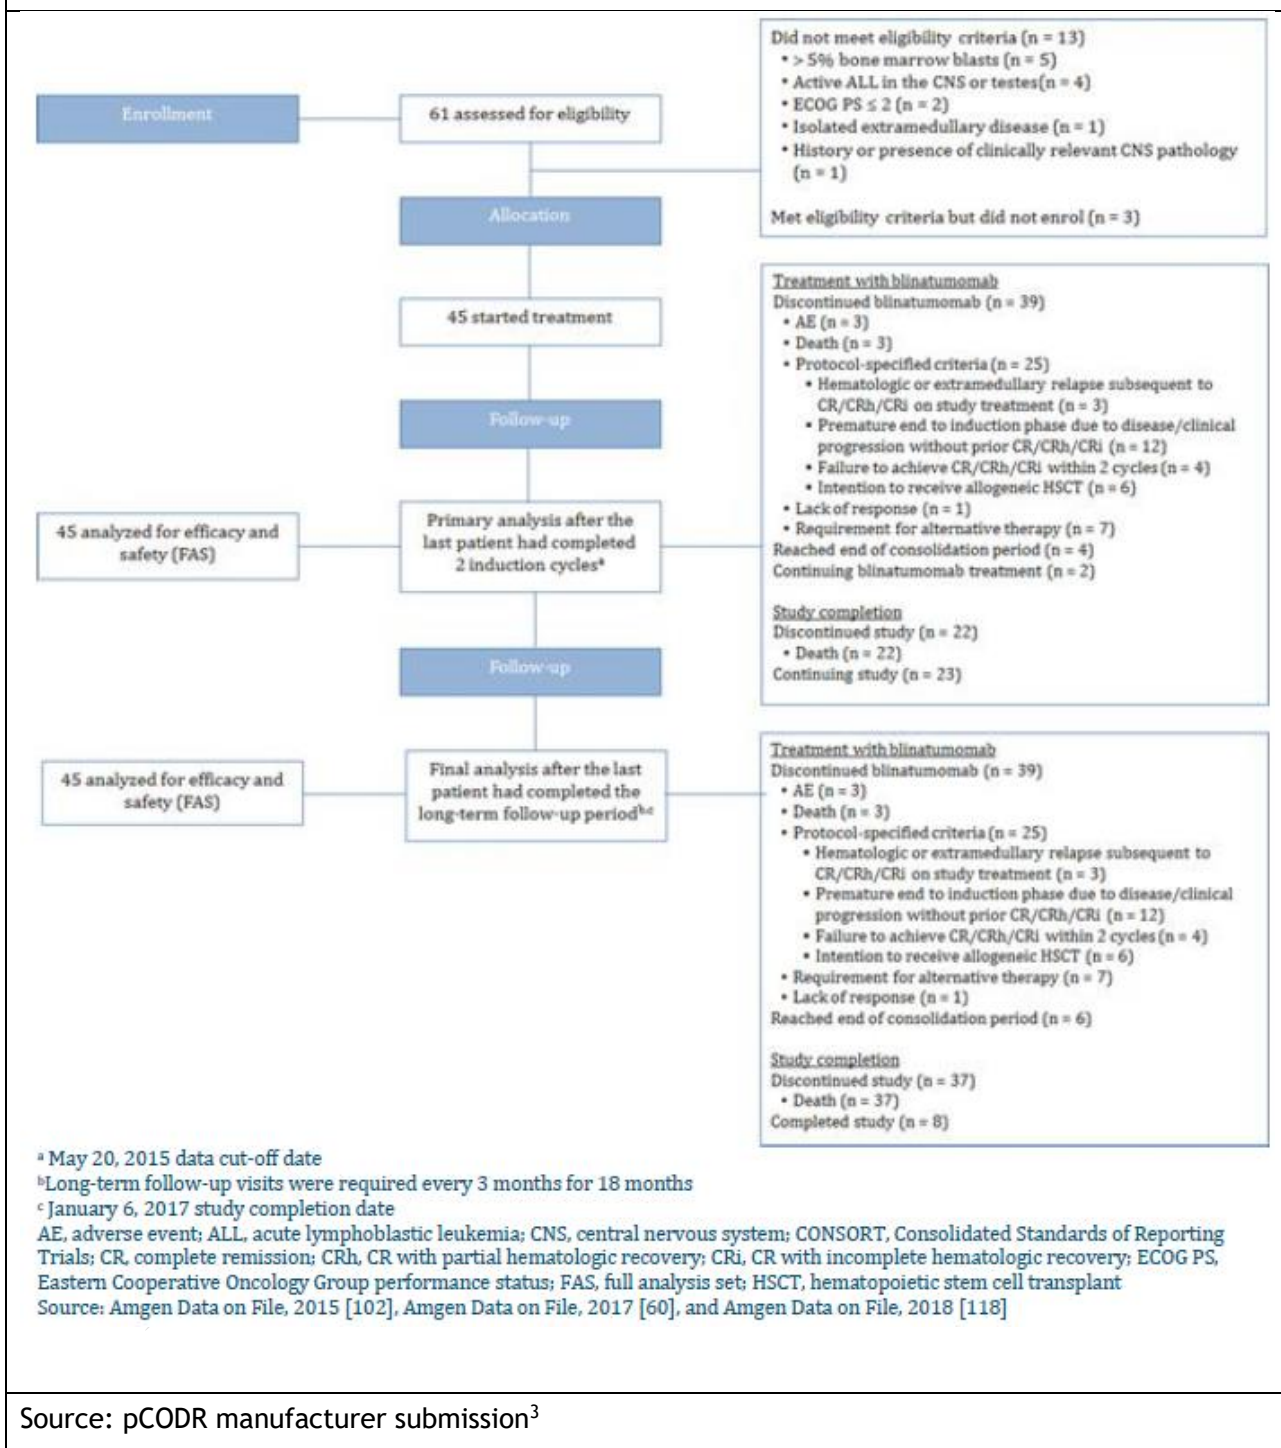 Enrollment
61 assessed for eligibility
Did not meet eligibility criteria (n = 13)
• > 5% bone marrow blasts (n = 5)
• Active ALL in the CNS or testes(n = 4)
• ECOG PS ≤ 2 (n = 2)
• Isolated extramedullary disease (n = 1)
• History or presence of clinically relevant CNS pathology
(n = 1)
Met eligibility criteria but did not enrol (n = 3)
Allocation
45 started treatment
Follow-up
45 analyzed for efficacy and
safety (FAS)
Primary analysis after the
last patient had completed
2 induction cyclesᵃ
Treatment with blinatumomab
Discontinued blinatumomab (n = 39)
• AE (n = 3)
• Death (n = 3)
• Protocol-specified criteria (n = 25)
• Hematologic or extramedullary relapse subsequent to
CR/CRh/CRi on study treatment (n = 3)
• Premature end to induction phase due to disease/clinical
progression without prior CR/CRh/CRi (n = 12)
• Failure to achieve CR/CRh/CRi within 2 cycles (n = 4)
• Intention to receive allogeneic HSCT (n = 6)
• Lack of response (n = 1)
• Requirement for alternative therapy (n = 7)
Reached end of consolidation period (n = 4)
Continuing blinatumomab treatment (n = 2)
Study completion
Discontinued study (n = 22)
• Death (n = 22)
Continuing study (n = 23)
Follow-up
45 analyzed for efficacy and
safety (FAS)
Final analysis after the last
patient had completed the
long-term follow-up periodᵇ,ᶜ
Treatment with blinatumomab
Discontinued blinatumomab (n = 39)
• AE (n = 3)
• Death (n = 3)
• Protocol-specified criteria (n = 25)
• Hematologic or extramedullary relapse subsequent to
CR/CRh/CRi on study treatment (n = 3)
• Premature end to induction phase due to disease/clinical
progression without prior CR/CRh/CRi (n = 12)
• Failure to achieve CR/CRh/CRi within 2 cycles (n = 4)
• Intention to receive allogeneic HSCT (n = 6)
• Requirement for alternative therapy (n = 7)
• Lack of response (n = 1)
Reached end of consolidation period (n = 6)
Study completion
Discontinued study (n = 37)
• Death (n = 37)
Completed study (n = 8)
ᵃ May 20, 2015 data cut-off date
ᵇLong-term follow-up visits were required every 3 months for 18 months
ᶜ January 6, 2017 study completion date
AE, adverse event; ALL, acute lymphoblastic leukemia; CNS, central nervous system; CONSORT, Consolidated Standards of Reporting
Trials; CR, complete remission; CRh, CR with partial hematologic recovery; CRi, CR with incomplete hematologic recovery; ECOG PS,
Eastern Cooperative Oncology Group performance status; FAS, full analysis set; HSCT, hematopoietic stem cell transplant
Source: Amgen Data on File, 2015 [102], Amgen Data on File, 2017 [60], and Amgen Data on File, 2018 [118]
Source: pCODR manufacturer submission³